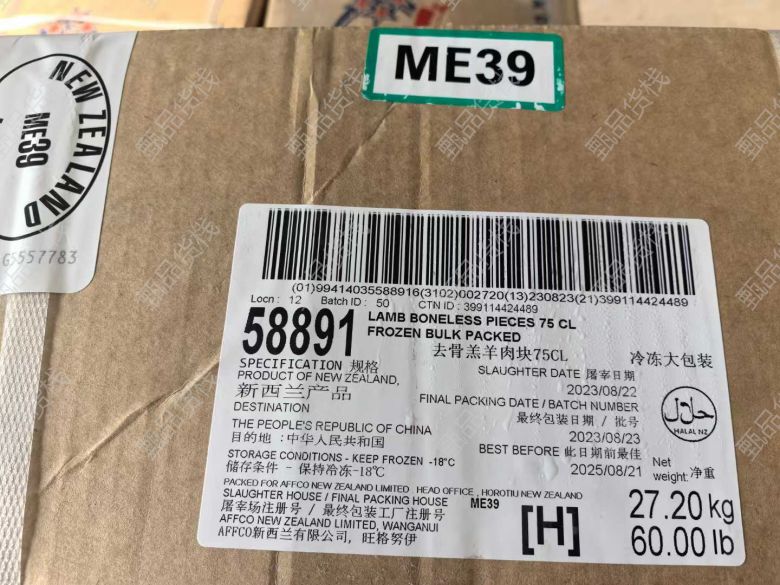 ME39
NEW ZEALAND
ME39
G5557783
(01)99414035588916(3102)002720(13)230823(21)399114424489
Locn : 12 Batch ID : 50 CTN ID : 399114424489
58891
LAMB BONELESS PIECES 75 CL
FROZEN BULK PACKED
去骨羔羊肉块75CL 冷冻大包装
SPECIFICATION 规格
PRODUCT OF NEW ZEALAND,
新西兰产品
SLAUGHTER DATE 屠宰日期
2023/08/22
DESTINATION
FINAL PACKING DATE / BATCH NUMBER
最终包装日期 / 批号
2023/08/23
THE PEOPLE'S REPUBLIC OF CHINA
目的地 :中华人民共和国
BEST BEFORE 此日期前最佳
2025/08/21
حلال
HALAL NZ
STORAGE CONDITIONS - KEEP FROZEN -18°C
储存条件 - 保持冷冻-18°C
Net
weight 净重
27.20 kg
60.00 lb
PACKED FOR AFFCO NEW ZEALAND LIMITED HEAD OFFICE , HOROTIU NEW ZEALAND
SLAUGHTER HOUSE / FINAL PACKING HOUSE ME39
屠宰场注册号 / 最终包装工厂注册号
AFFCO NEW ZEALAND LIMITED, WANGANUI
AFFCO新西兰有限公司, 旺格努伊
[H]
甄品货栈